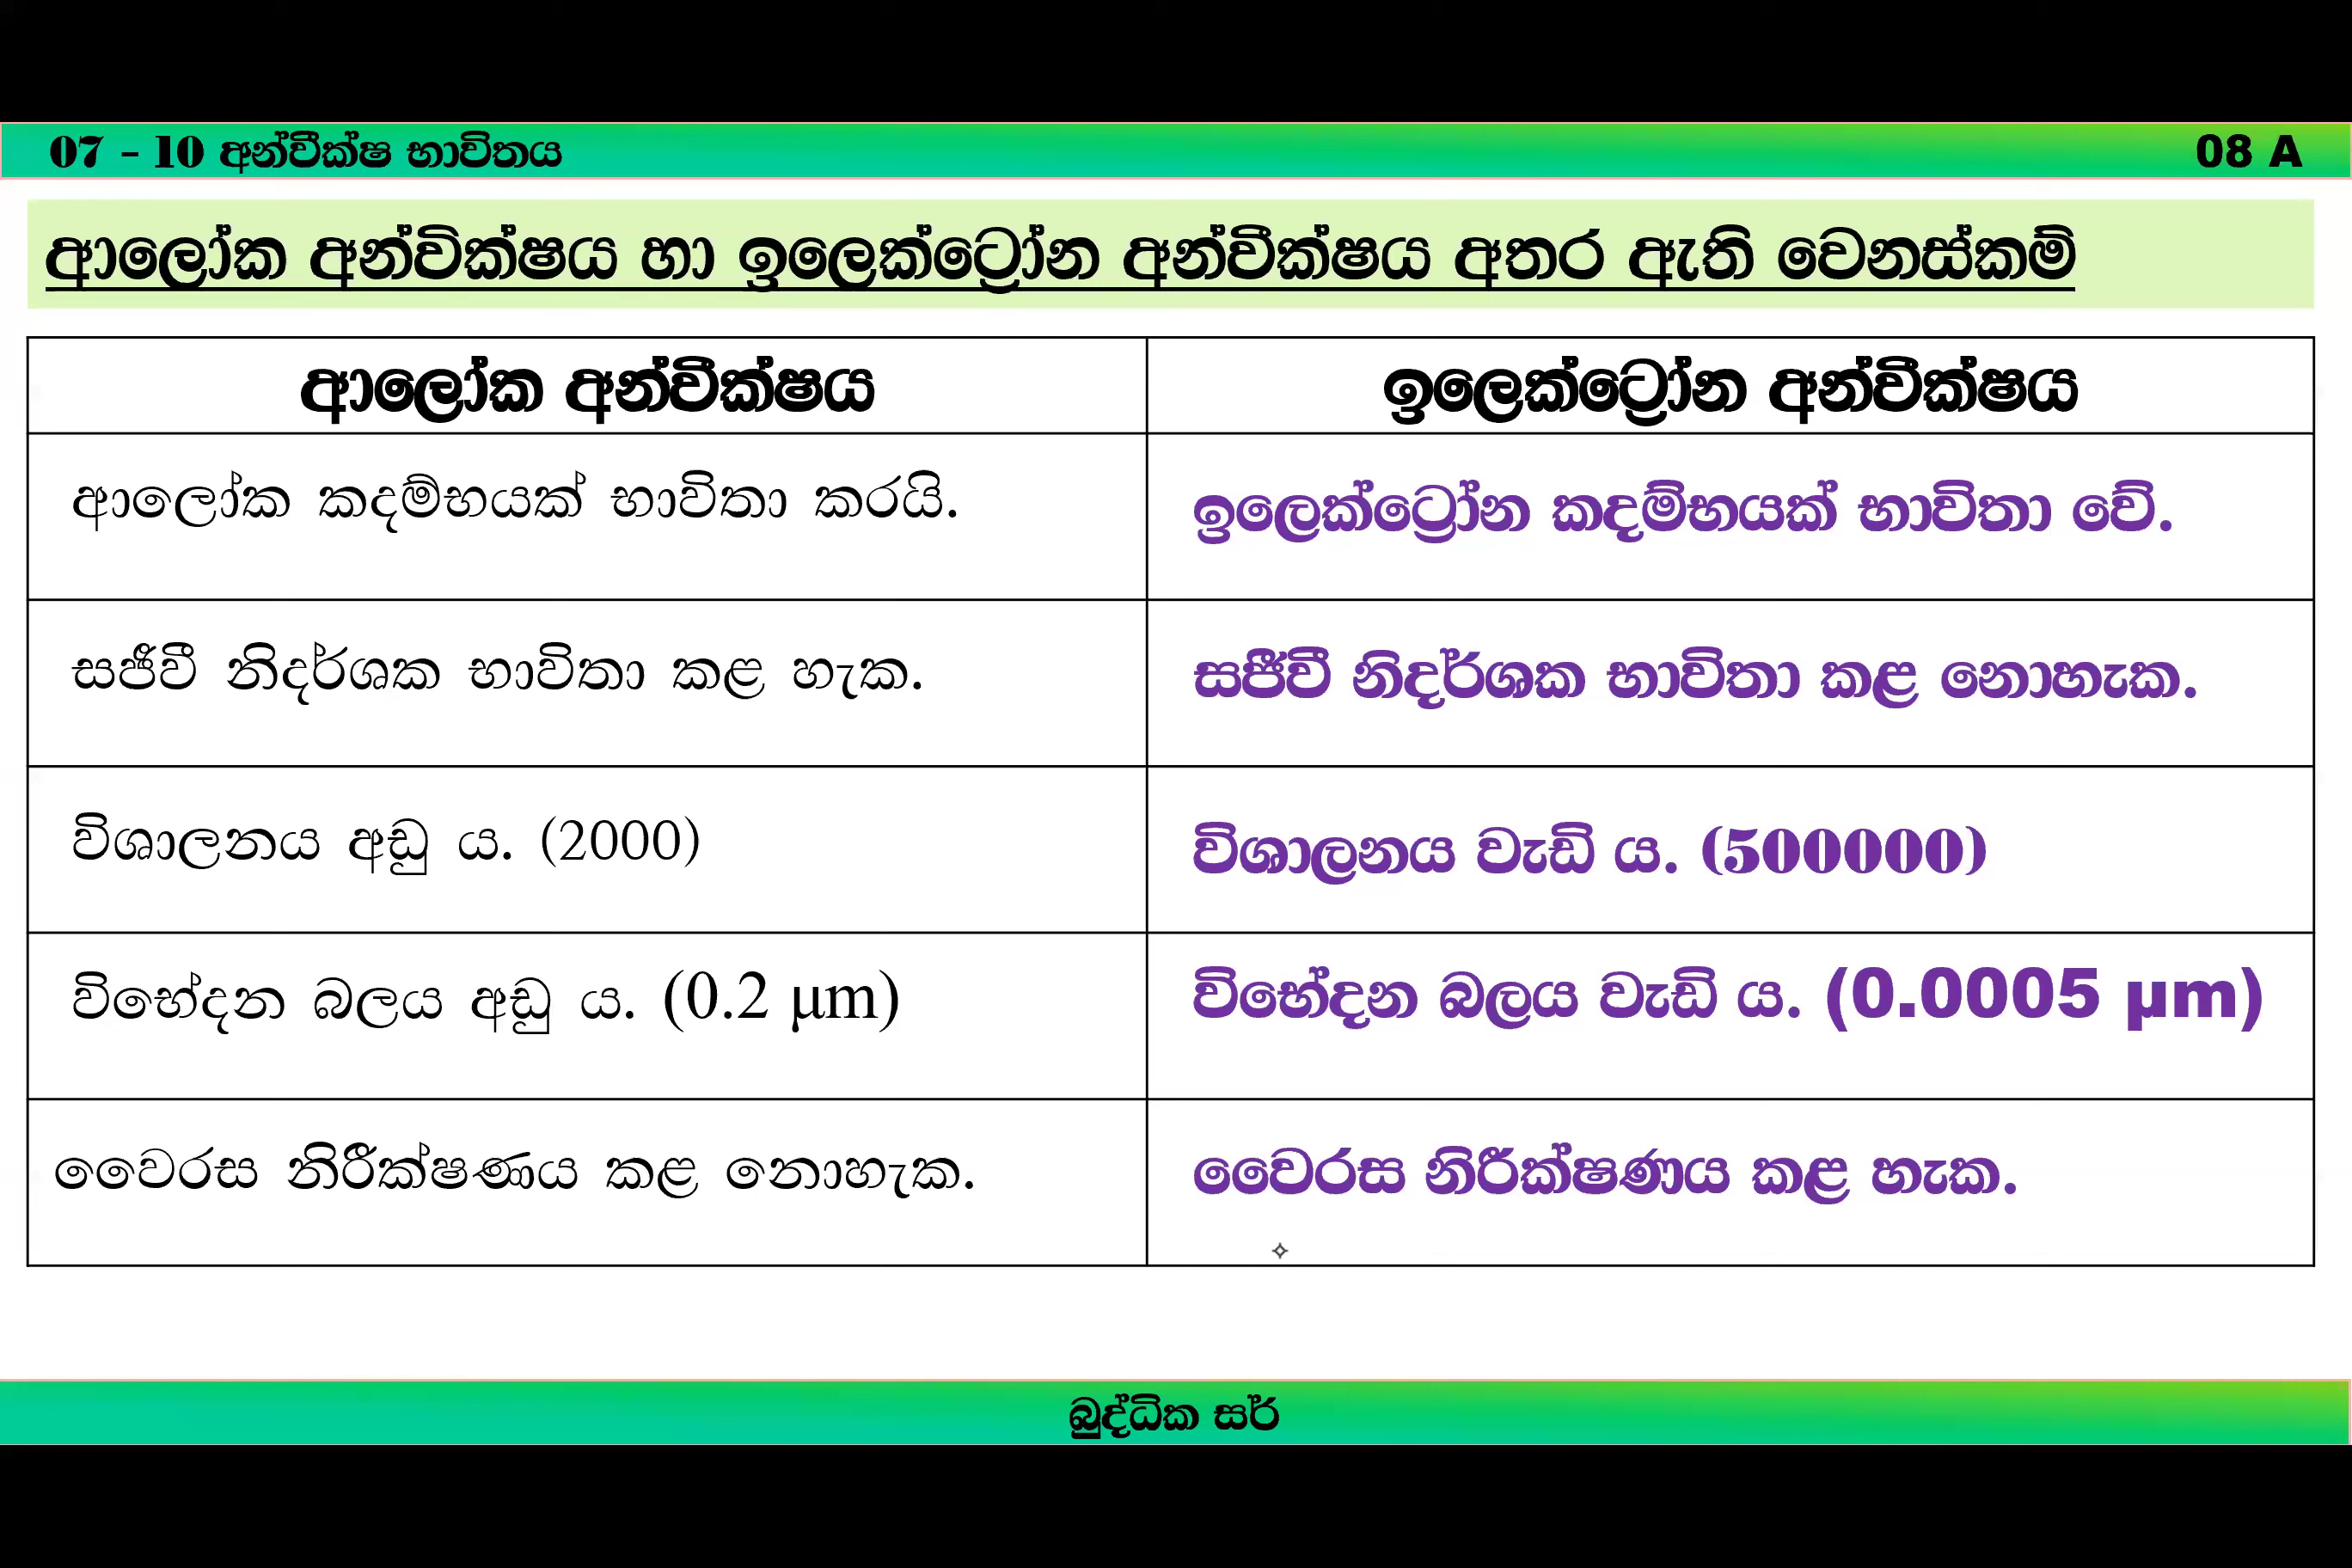 07 - 10 අන්වීක්ෂ භාවිතය
08 A
ආලෝක අන්වික්ෂය හා ඉලෙක්ට්‍රෝන අන්වීක්ෂය අතර ඇති වෙනස්කම්
ආලෝක අන්වීක්ෂය
ඉලෙක්ට්‍රෝන අන්වීක්ෂය
ආලෝක කදම්භයක් භාවිතා කරයි.
ඉලෙක්ට්‍රෝන කදම්භයක් භාවිතා වේ.
සජීවී නිදර්ශක භාවිතා කළ හැක.
සජීවී නිදර්ශක භාවිතා කළ නොහැක.
විශාලනය අඩු ය. (2000)
විශාලනය වැඩි ය. (500000)
විභේදන බලය අඩු ය. (0.2 µm)
විභේදන බලය වැඩි ය. (0.0005 µm)
වෛරස නිරීක්ෂණය කළ නොහැක.
වෛරස නිරීක්ෂණය කළ හැක.
බුද්ධික සර්